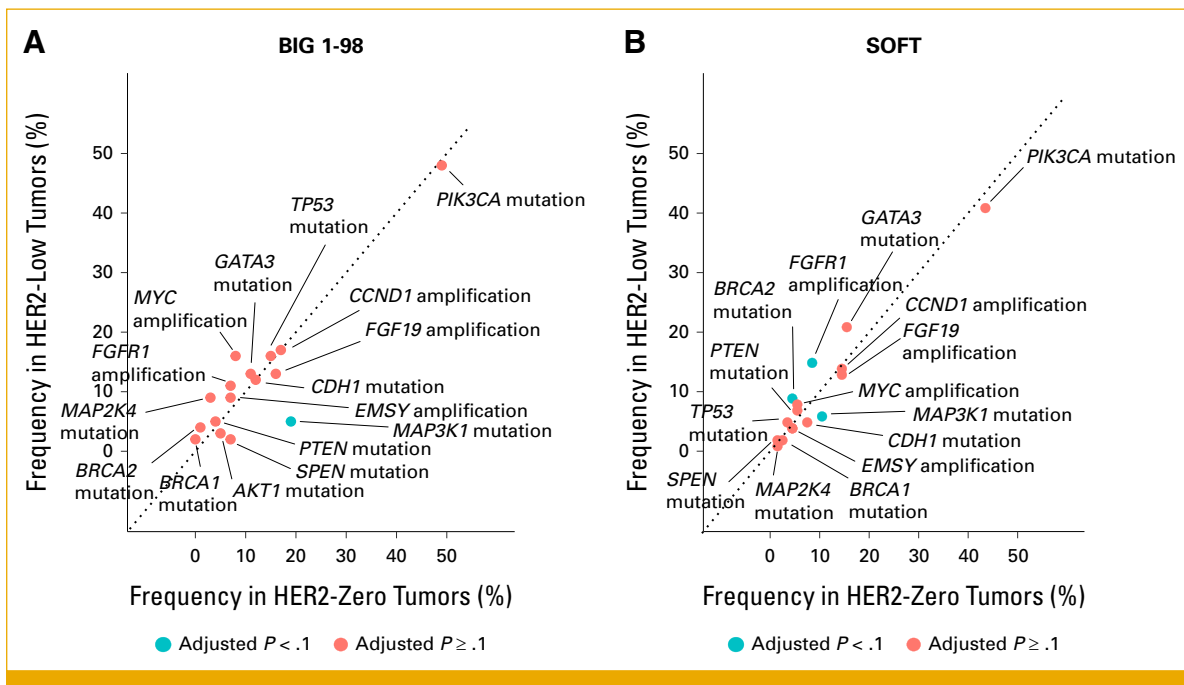 A
BIG 1-98
Frequency in HER2-Low Tumors (%)
50
40
30
20
10
0
TP53
mutation
PIK3CA mutation
GATA3
mutation
MYC
amplification
CCND1 amplification
FGF19 amplification
FGFR1
amplification
CDH1 mutation
EMSY amplification
MAP3K1 mutation
MAP2K4
mutation
PTEN mutation
SPEN mutation
BRCA2
mutation
BRCA1
mutation
AKT1 mutation
0 10 20 30 40 50
Frequency in HER2-Zero Tumors (%)
Adjusted P < .1 Adjusted P ≥ .1
B
SOFT
Frequency in HER2-Low Tumors (%)
50
40
30
20
10
0
PIK3CA mutation
GATA3
mutation
FGFR1
amplification
BRCA2
mutation
CCND1 amplification
FGF19
amplification
PTEN
mutation
MYC amplification
MAP3K1 mutation
TP53
mutation
CDH1 mutation
EMSY amplification
SPEN
mutation
MAP2K4
mutation
BRCA1
mutation
0 10 20 30 40 50
Frequency in HER2-Zero Tumors (%)
Adjusted P < .1 Adjusted P ≥ .1